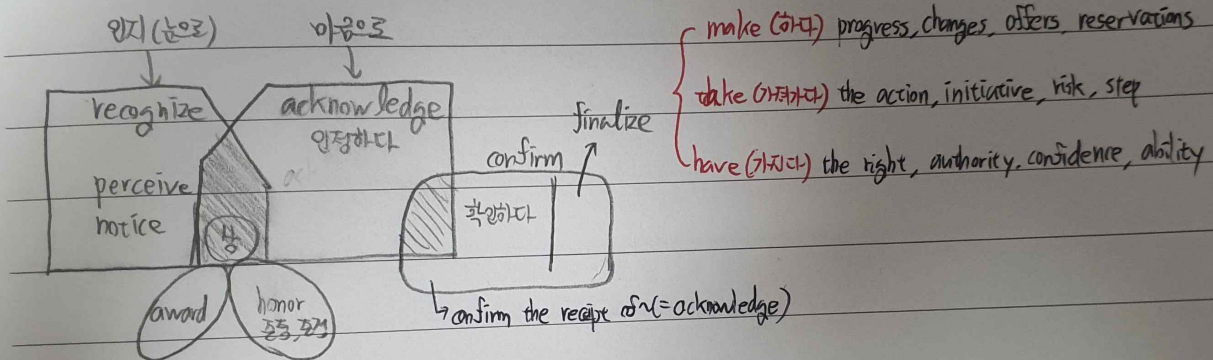 인지(눈으로)
마음으로
recognize
perceive
notice
acknowledge
인정하다
상
award
honor
confirm
확인하다
finalize
↳confirm the receipt of~(=acknowledge)
make (하다) progress, changes, offers, reservations
take (가져가다) the action, initiative, risk, step
have (가지다) the right, authority. confidence, ability